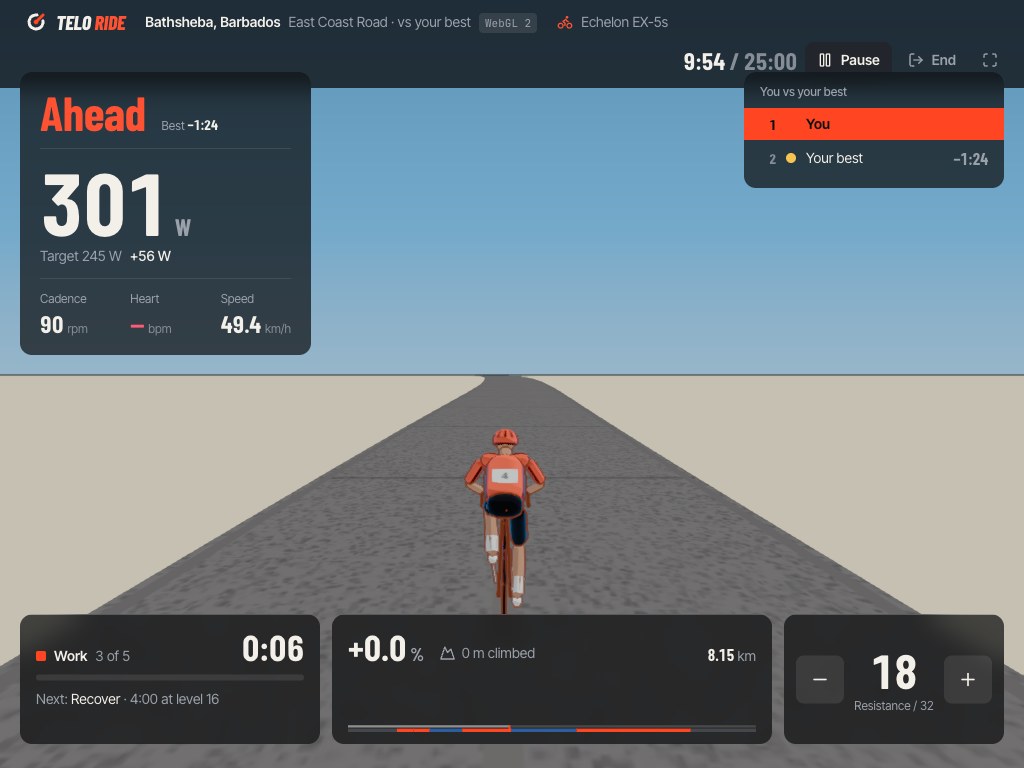 TELO RIDE Bathsheba, Barbados East Coast Road · vs your best WebGL 2 Echelon EX-5s
9:54 / 25:00 Pause End
Ahead Best −1:24
301 W
Target 245 W +56 W
Cadence Heart Speed
90 rpm – bpm 49.4 km/h
You vs your best
1 You
2 Your best −1:24
4
Work 3 of 5 0:06
Next: Recover · 4:00 at level 16
+0.0 % 0 m climbed 8.15 km
− 18 +
Resistance / 32